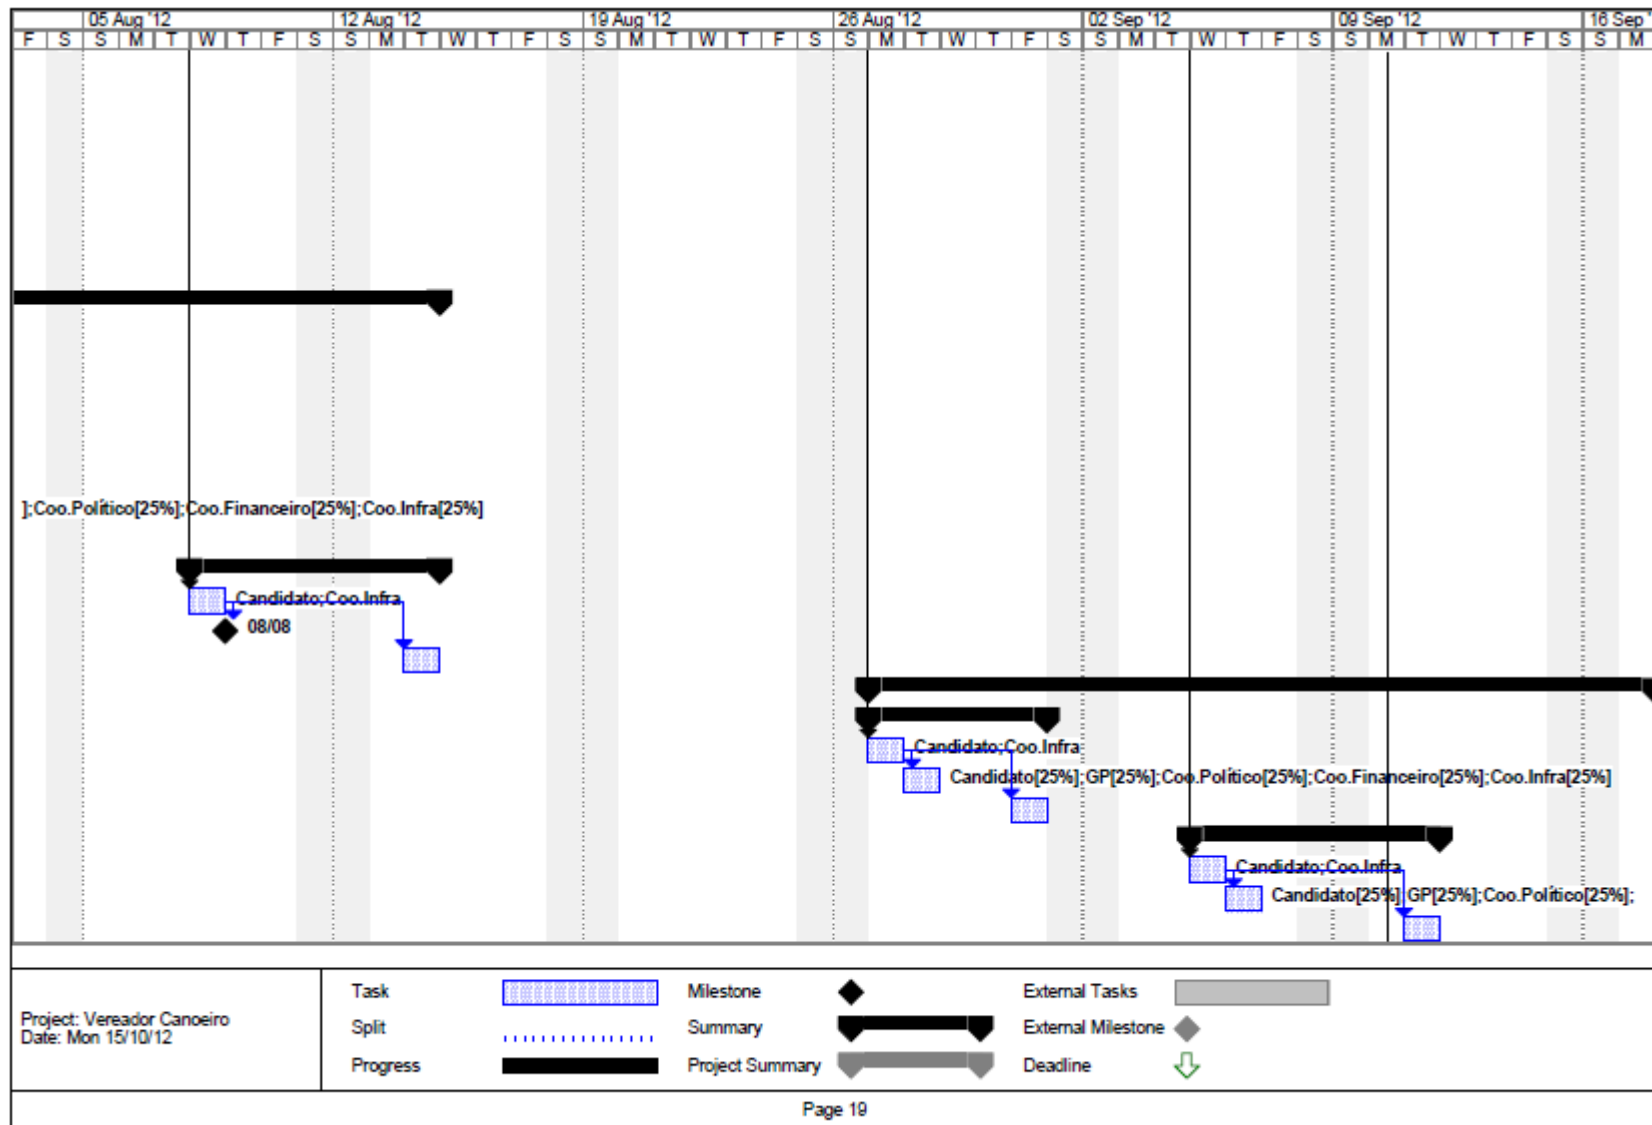 05 Aug '12 12 Aug '12 19 Aug '12 26 Aug '12 02 Sep '12 09 Sep '12 16 Sep '
F S S M T W T F S S M T W T F S S M T W T F S S M T W T F S S M T W T F S S M T W T F S S M
];Coo.Político[25%];Coo.Financeiro[25%];Coo.Infra[25%]
Candidato;Coo.Infra
08/08
Candidato;Coo.Infra
Candidato[25%];GP[25%];Coo.Político[25%];Coo.Financeiro[25%];Coo.Infra[25%]
Candidato;Coo.Infra
Candidato[25%];GP[25%];Coo.Político[25%];
Project: Vereador Canoeiro
Date: Mon 15/10/12
Task Milestone External Tasks
Split Summary External Milestone
Progress Project Summary Deadline
Page 19